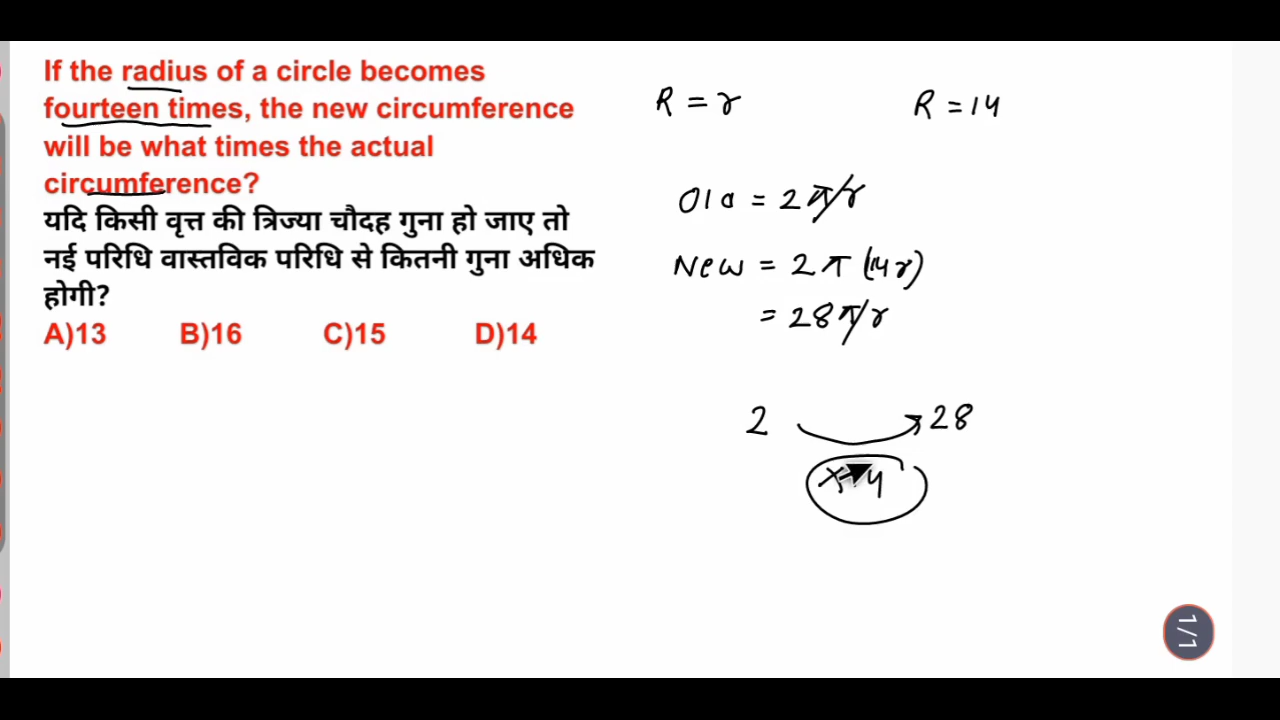 If the radius of a circle becomes
fourteen times, the new circumference
will be what times the actual
circumference?
यदि किसी वृत्त की त्रिज्या चौदह गुना हो जाए तो
नई परिधि वास्तविक परिधि से कितनी गुना अधिक
होगी?
A)13 B)16 C)15 D)14
R = r R = 14
Old = 2πr
New = 2π (14r)
= 28πr
2 28
1/1